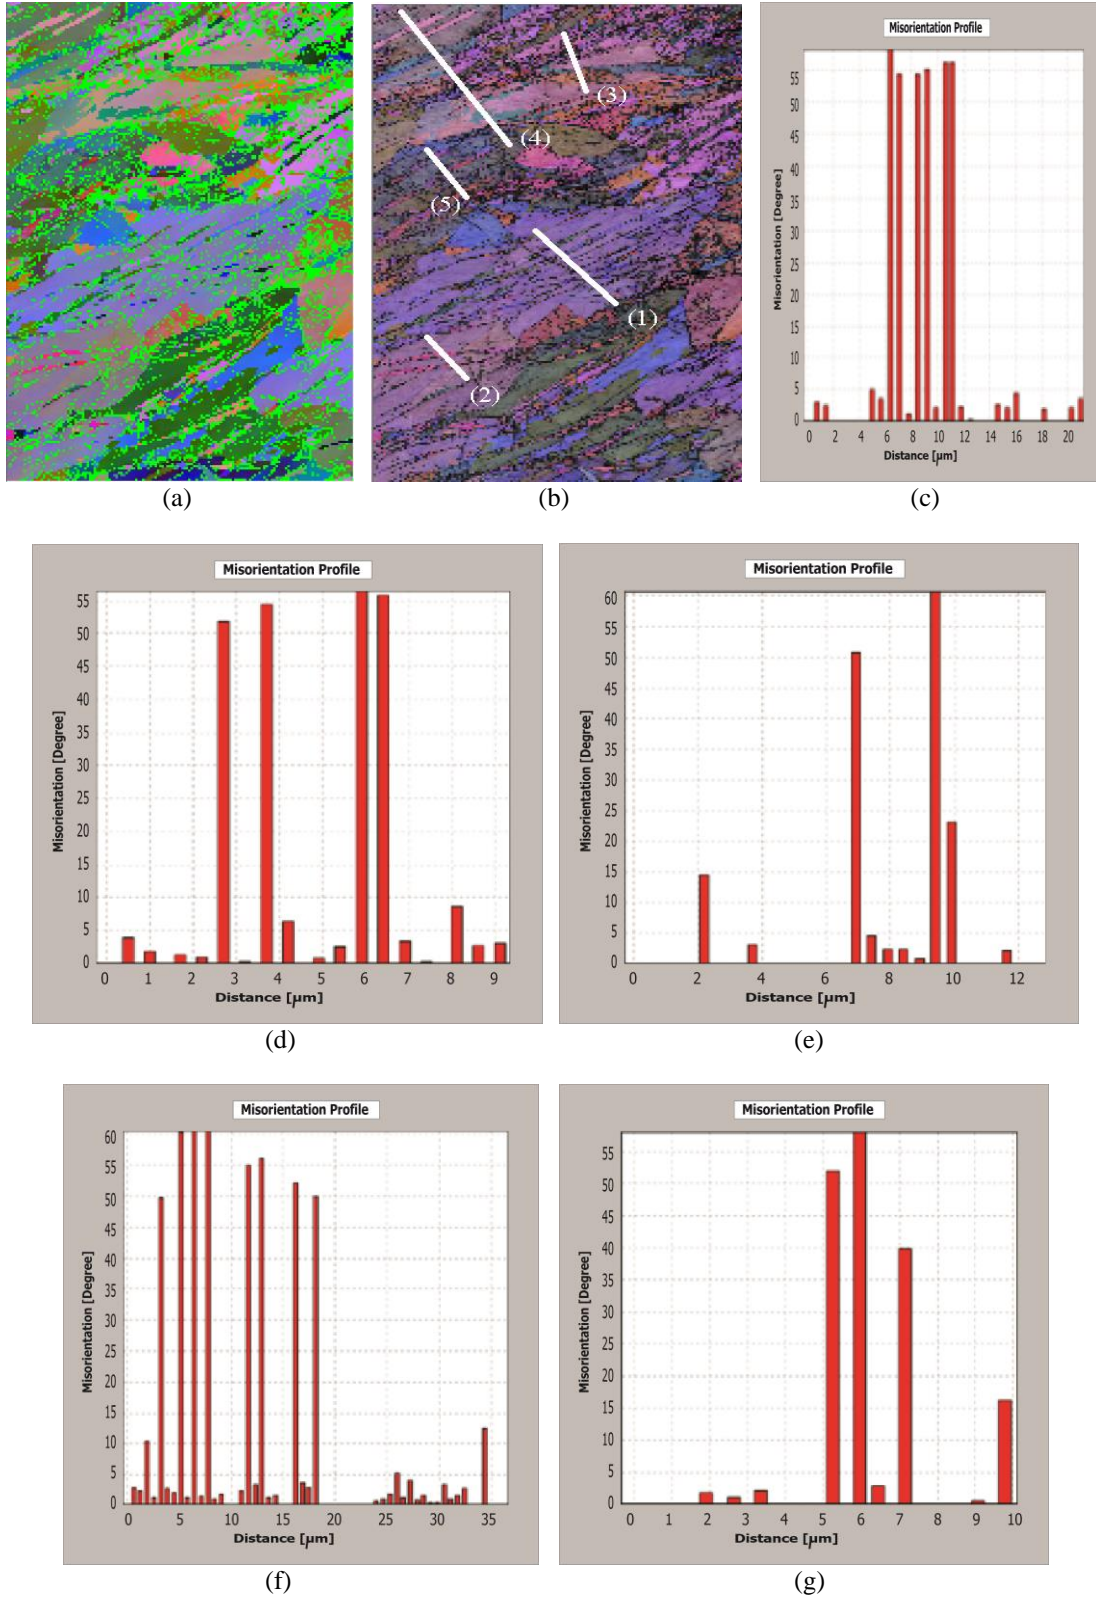 (3)
(4)
(5)
(1)
(2)
(a)
(b)
Misorientation Profile
Misorientation [Degree]
55
50
40
30
25
20
15
10
5
0
0 2 4 6 8 10 12 14 16 18 20
Distance [µm]
(c)
Misorientation Profile
Misorientation [Degree]
55
50
45
40
35
30
25
20
15
10
5
0
0 1 2 3 4 5 6 0 7 8 9
Distance [µm]
(d)
Misorientation Profile
Misorientation [Degree]
60
55
50
45
40
35
30
25
20
15
10
5
0
0 2 4 6 8 10 12
Distance [µm]
(e)
Misorientation Profile
Misorientation [Degree]
60
55
50
45
40
35
30
25
20
15
10
5
0
0 5 10 15 20 25 30 35
Distance [µm]
(f)
Misorientation Profile
Misorientation [Degree]
55
50
45
40
35
30
25
20
15
10
5
0
0 1 2 3 4 5 6 7 8 9 10
Distance [µm]
(g)